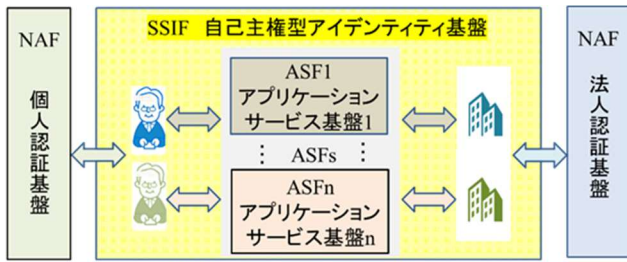 NAF
個人認証基盤
SSIF 自己主権型アイデンティティ基盤
ASF1
アプリケーション
サービス基盤1
⋮ ASFs ⋮
ASFn
アプリケーション
サービス基盤n
NAF
法人認証基盤